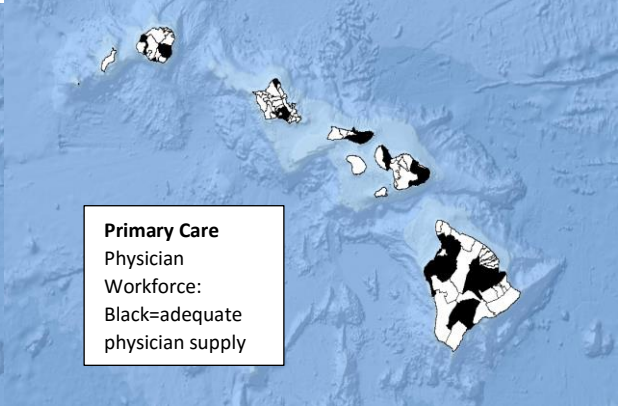 Primary Care
Physician
Workforce:
Black=adequate
physician supply